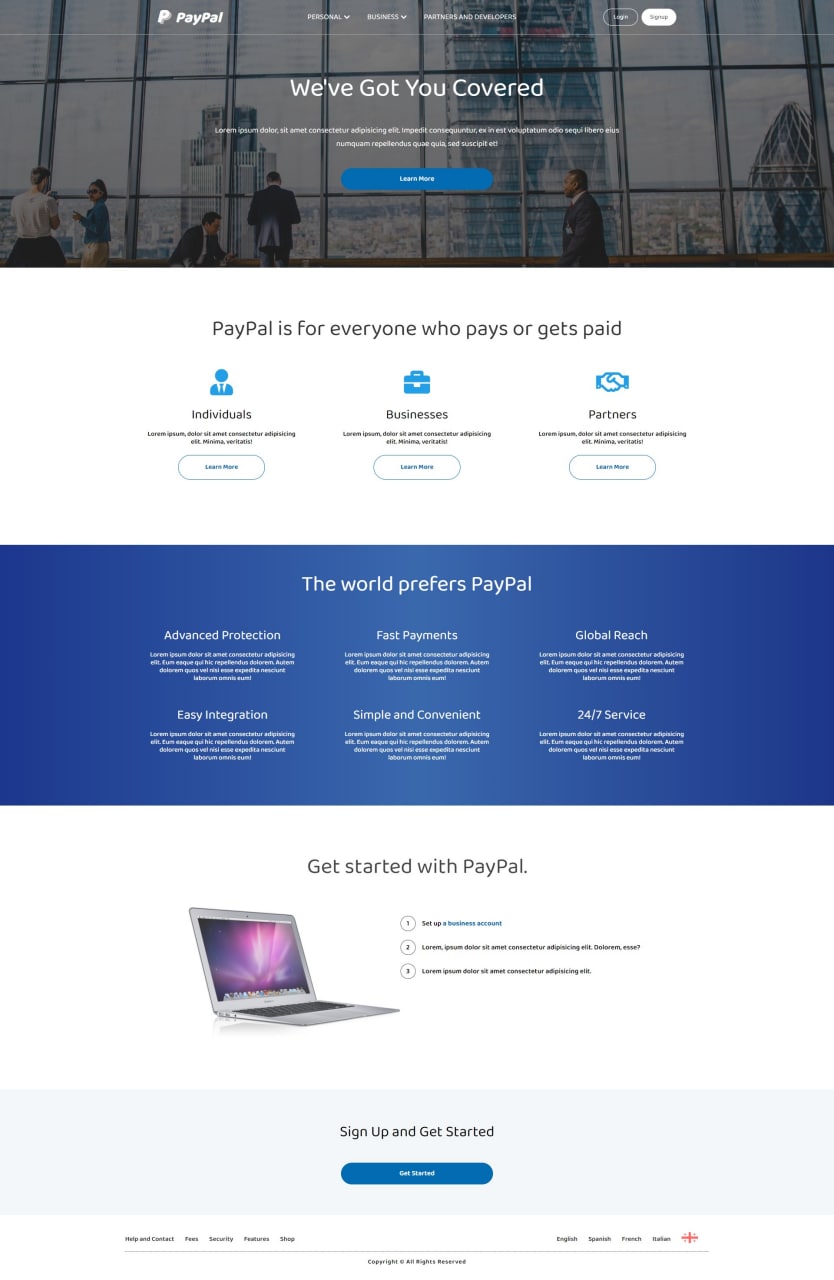 PayPal
PERSONAL BUSINESS PARTNERS AND DEVELOPERS
Login Signup
We've Got You Covered
Lorem ipsum dolor, sit amet consectetur adipisicing elit. Impedit consequuntur, ex in est voluptatum odio sequi libero eius
numquam repellendus quae quia, sed suscipit et!
Learn More
PayPal is for everyone who pays or gets paid
Individuals
Lorem ipsum, dolor sit amet consectetur adipisicing
elit. Minima, veritatis!
Learn More
Businesses
Lorem ipsum, dolor sit amet consectetur adipisicing
elit. Minima, veritatis!
Learn More
Partners
Lorem ipsum, dolor sit amet consectetur adipisicing
elit. Minima, veritatis!
Learn More
The world prefers PayPal
Advanced Protection
Lorem ipsum dolor sit amet consectetur adipisicing
elit. Eum eaque qui hic repellendus dolorem. Autem
dolorem quos vel nisi esse expedita nesciunt
laborum omnis eum!
Fast Payments
Lorem ipsum dolor sit amet consectetur adipisicing
elit. Eum eaque qui hic repellendus dolorem. Autem
dolorem quos vel nisi esse expedita nesciunt
laborum omnis eum!
Global Reach
Lorem ipsum dolor sit amet consectetur adipisicing
elit. Eum eaque qui hic repellendus dolorem. Autem
dolorem quos vel nisi esse expedita nesciunt
laborum omnis eum!
Easy Integration
Lorem ipsum dolor sit amet consectetur adipisicing
elit. Eum eaque qui hic repellendus dolorem. Autem
dolorem quos vel nisi esse expedita nesciunt
laborum omnis eum!
Simple and Convenient
Lorem ipsum dolor sit amet consectetur adipisicing
elit. Eum eaque qui hic repellendus dolorem. Autem
dolorem quos vel nisi esse expedita nesciunt
laborum omnis eum!
24/7 Service
Lorem ipsum dolor sit amet consectetur adipisicing
elit. Eum eaque qui hic repellendus dolorem. Autem
dolorem quos vel nisi esse expedita nesciunt
laborum omnis eum!
Get started with PayPal.
1 Set up a business account
2 Lorem, ipsum dolor sit amet consectetur adipisicing elit. Dolorem, esse?
3 Lorem ipsum dolor sit amet consectetur adipisicing elit.
Sign Up and Get Started
Get Started
Help and Contact Fees Security Features Shop
English Spanish French Italian
Copyright © All Rights Reserved